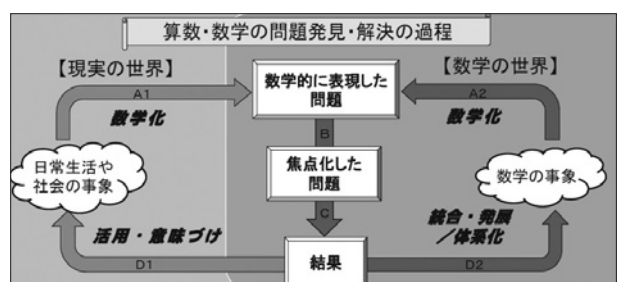 算数・数学の問題発見・解決の過程
【現実の世界】
【数学の世界】
A1
数学化
数学的に表現した
問題
A2
数学化
B
日常生活や
社会の事象
焦点化した
問題
数学の事象
C
活用・意味づけ
統合・発展
／体系化
D1
結果
D2